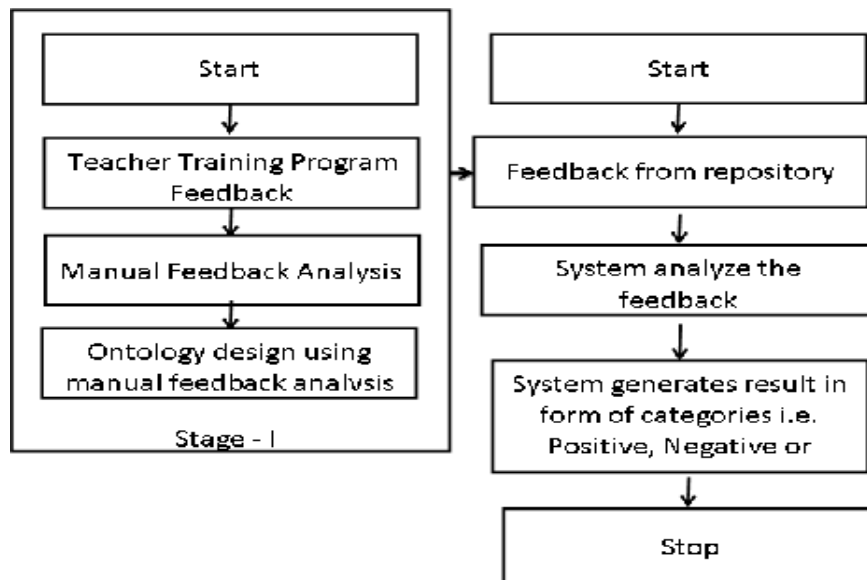 Start
Teacher Training Program
Feedback
Manual Feedback Analysis
Ontology design using
manual feedback analysis
Stage - I
Start
Feedback from repository
System analyze the
feedback
System generates result in
form of categories i.e.
Positive, Negative or
Stop